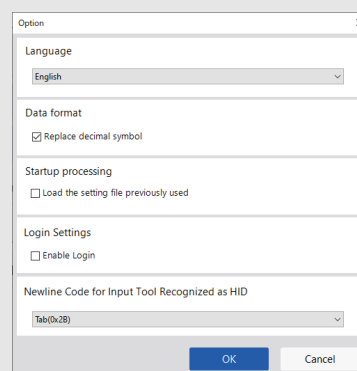 Option
Language
English
Data format
Replace decimal symbol
Startup processing
Load the setting file previously used
Login Settings
Enable Login
Newline Code for Input Tool Recognized as HID
Tab(0x2B)
OK Cancel